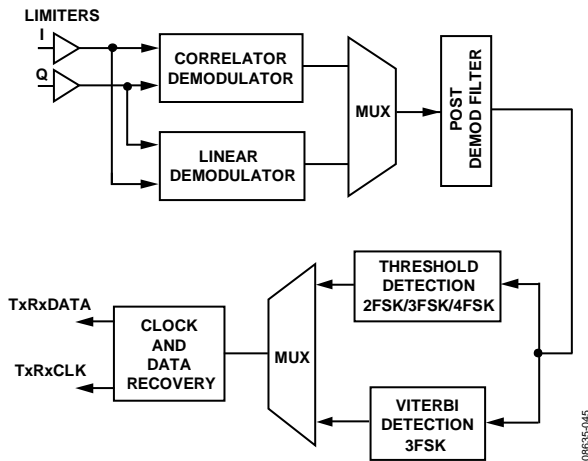 LIMITERS
I
Q
CORRELATOR
DEMODULATOR
LINEAR
DEMODULATOR
MUX
POST
DEMOD FILTER
THRESHOLD
DETECTION
2FSK/3FSK/4FSK
VITERBI
DETECTION
3FSK
MUX
CLOCK
AND
DATA
RECOVERY
TxRxDATA
TxRxCLK
08635-045